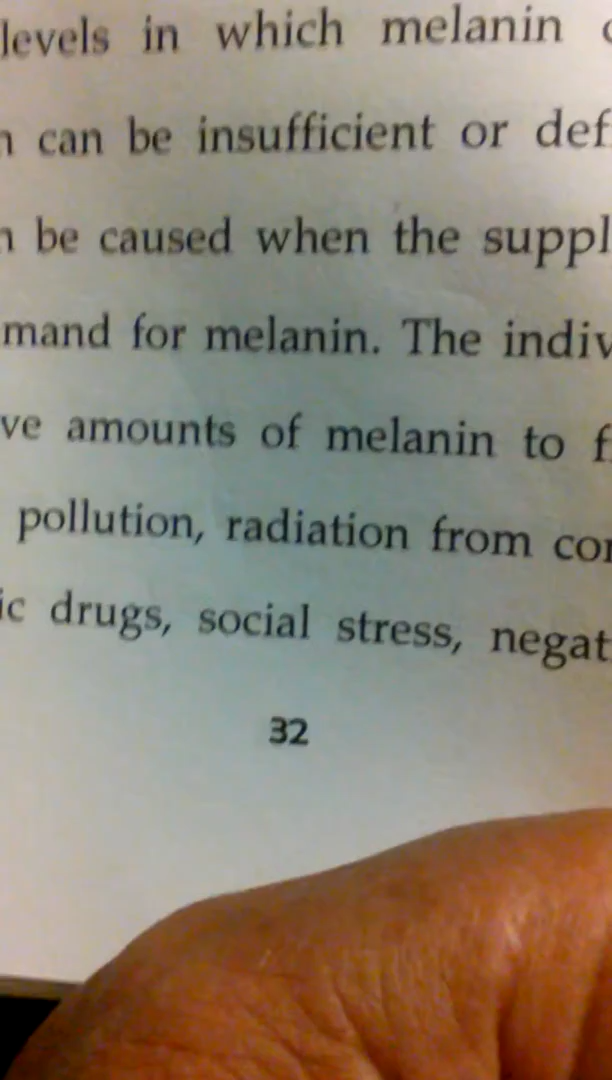 levels in which melanin
can be insufficient or def
be caused when the suppl
mand for melanin. The indiv
ve amounts of melanin to f
pollution, radiation from cor
ic drugs, social stress, negat
32